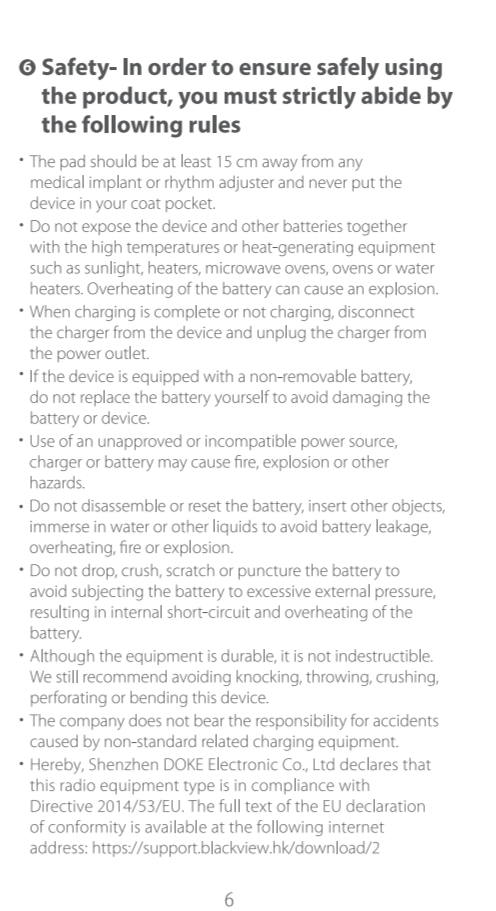 ❻ Safety- In order to ensure safely using
the product, you must strictly abide by
the following rules
• The pad should be at least 15 cm away from any
medical implant or rhythm adjuster and never put the
device in your coat pocket.
• Do not expose the device and other batteries together
with the high temperatures or heat-generating equipment
such as sunlight, heaters, microwave ovens, ovens or water
heaters. Overheating of the battery can cause an explosion.
• When charging is complete or not charging, disconnect
the charger from the device and unplug the charger from
the power outlet.
• If the device is equipped with a non-removable battery,
do not replace the battery yourself to avoid damaging the
battery or device.
• Use of an unapproved or incompatible power source,
charger or battery may cause fire, explosion or other
hazards.
• Do not disassemble or reset the battery, insert other objects,
immerse in water or other liquids to avoid battery leakage,
overheating, fire or explosion.
• Do not drop, crush, scratch or puncture the battery to
avoid subjecting the battery to excessive external pressure,
resulting in internal short-circuit and overheating of the
battery.
• Although the equipment is durable, it is not indestructible.
We still recommend avoiding knocking, throwing, crushing,
perforating or bending this device.
• The company does not bear the responsibility for accidents
caused by non-standard related charging equipment.
• Hereby, Shenzhen DOKE Electronic Co., Ltd declares that
this radio equipment type is in compliance with
Directive 2014/53/EU. The full text of the EU declaration
of conformity is available at the following internet
address: https://support.blackview.hk/download/2
6